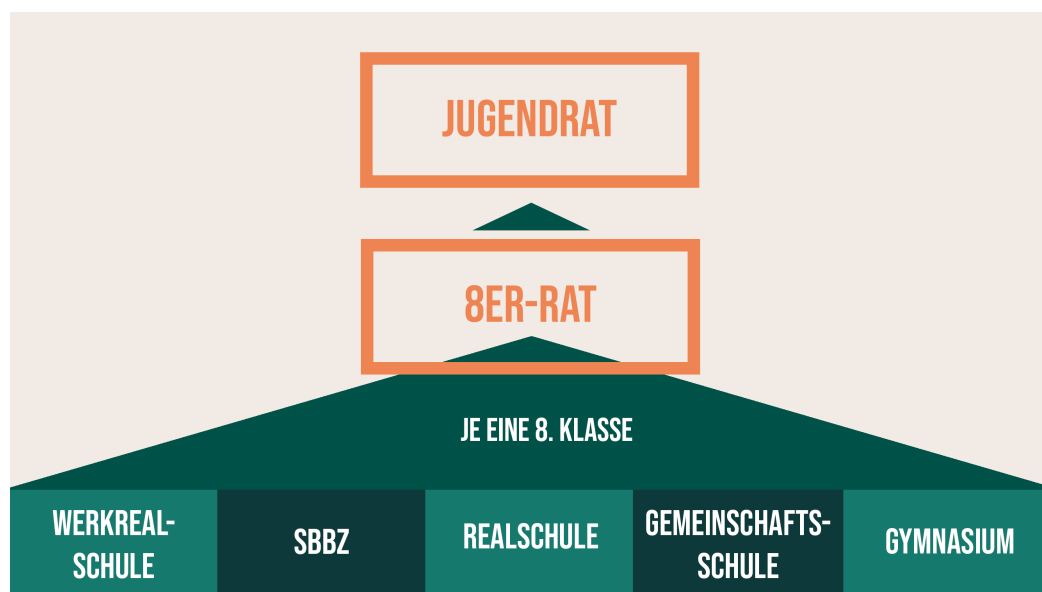 JUGENDRAT
8ER-RAT
JE EINE 8. KLASSE
WERKREAL-
SCHULE
SBBZ
REALSCHULE
GEMEINSCHAFTS-
SCHULE
GYMNASIUM